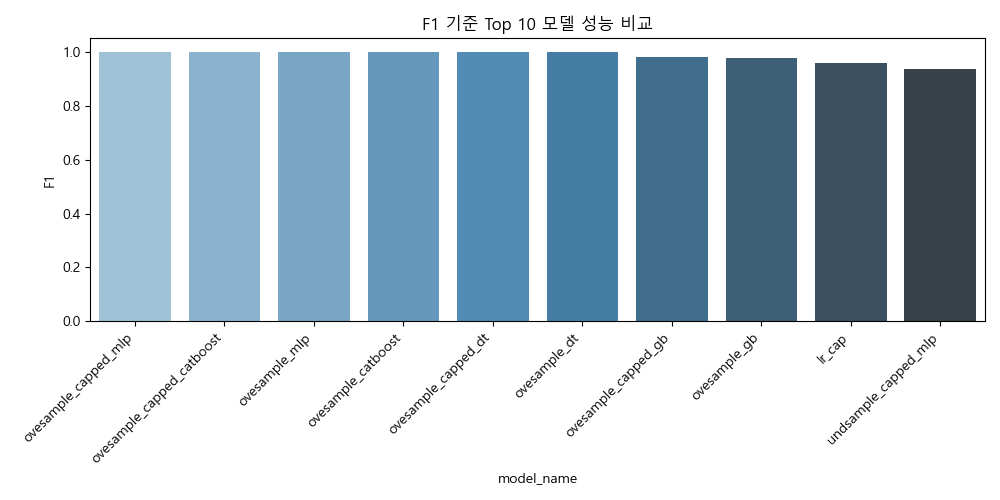 F1 기준 Top 10 모델 성능 비교
1.0
0.8
0.6
0.4
0.2
0.0
F1
ovesample_capped_mlp
ovesample_capped_catboost
ovesample_mlp
ovesample_catboost
ovesample_capped_dt
ovesample_dt
ovesample_capped_gb
ovesample_gb
lr_cap
undsample_capped_mlp
model_name